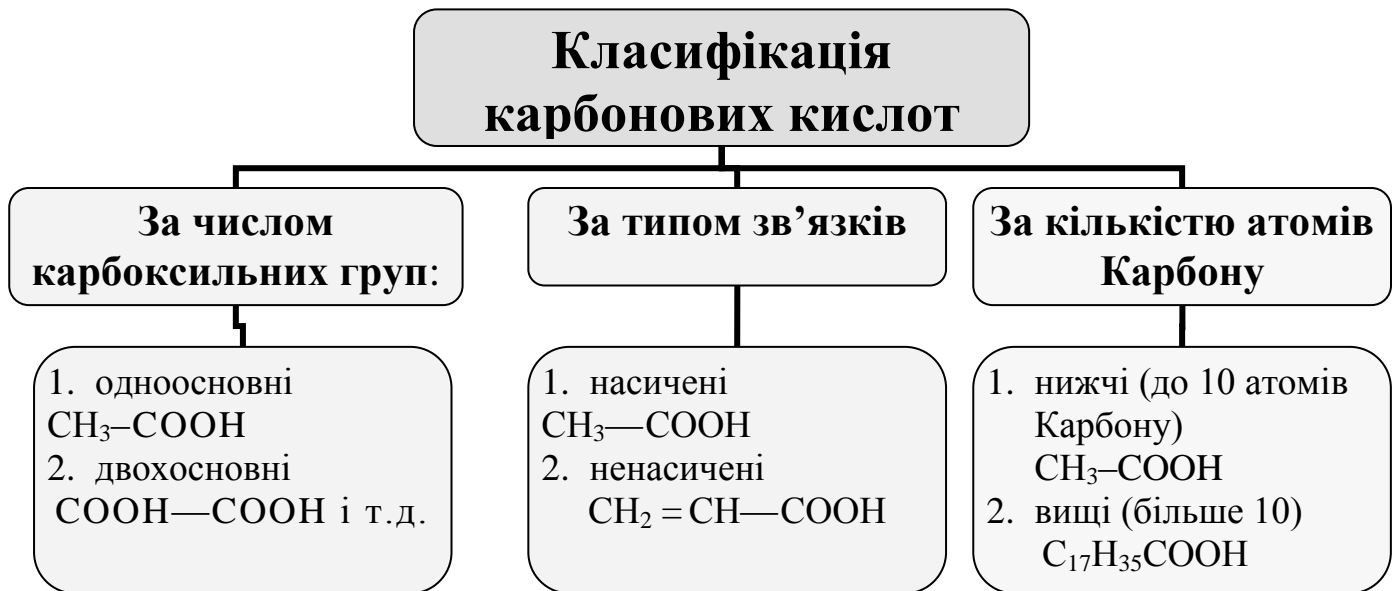 Класифікація
карбонових кислот
За числом
карбоксильних груп:
1. одноосновні
CH₃–COOH
2. двохосновні
COOH—COOH і т.д.
За типом зв’язків
1. насичені
CH₃—COOH
2. ненасичені
CH₂ = CH—COOH
За кількістю атомів
Карбону
1. нижчі (до 10 атомів
Карбону)
CH₃–COOH
2. вищі (більше 10)
C₁₇H₃₅COOH